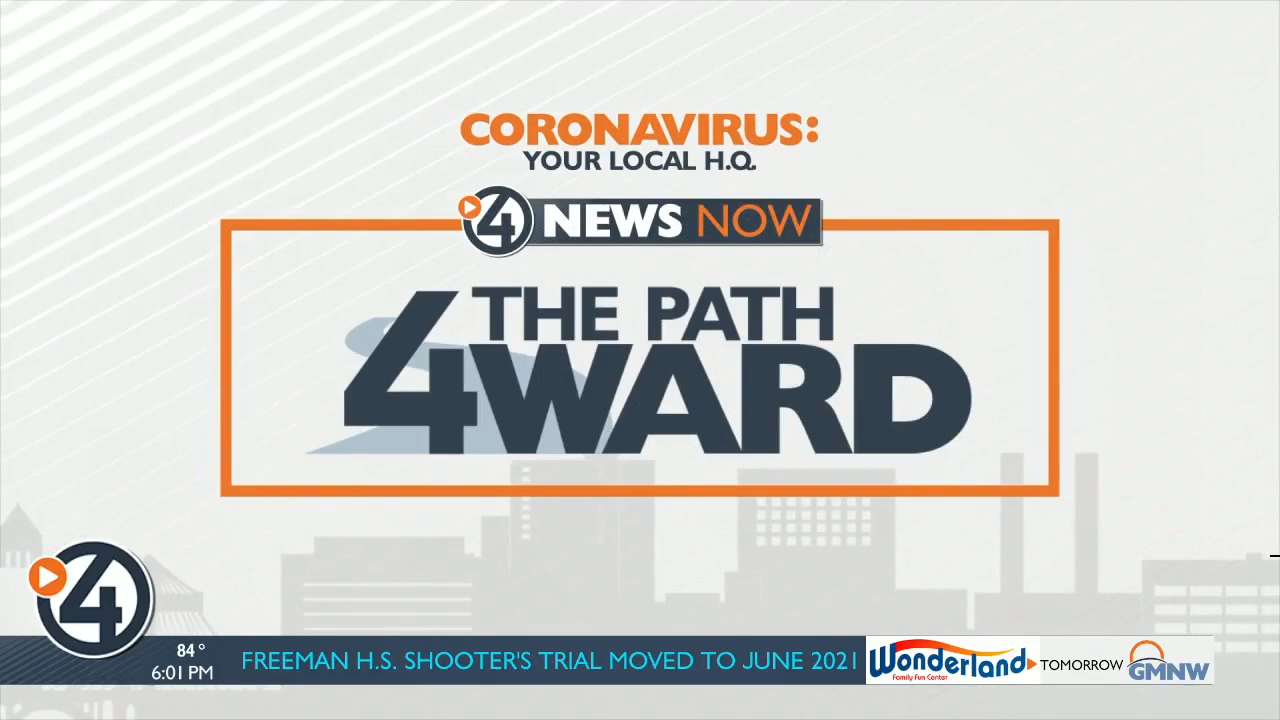 CORONAVIRUS:
YOUR LOCAL H.Q.
4 NEWS NOW
THE PATH
4WARD
4
84°
6:01 PM
FREEMAN H.S. SHOOTER'S TRIAL MOVED TO JUNE 2021
Wonderland
Family Fun Center
TOMORROW
GMNW